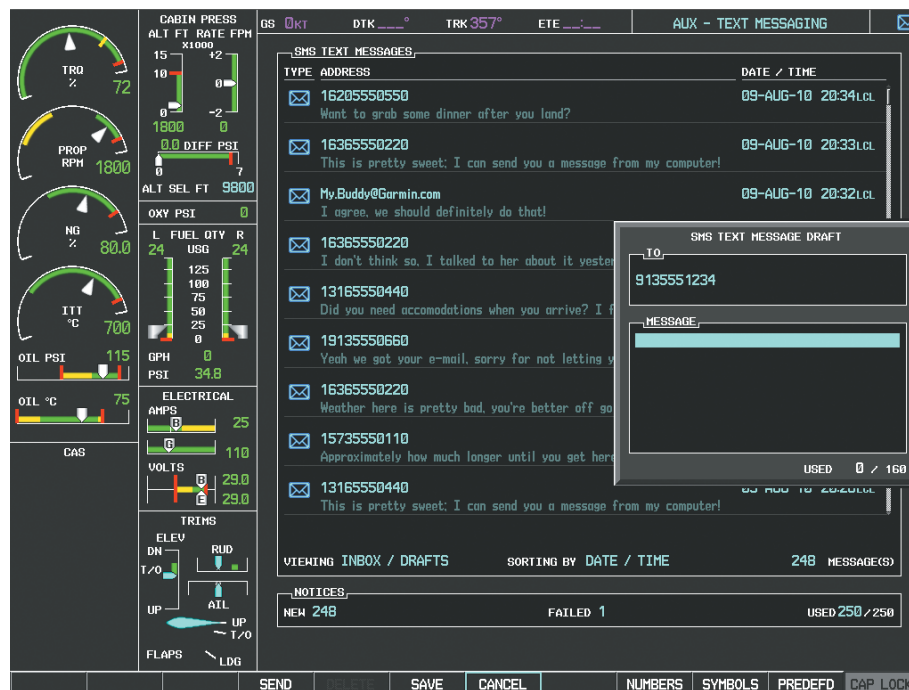 GS 0KT DTK ___° TRK 357° ETE __:__ AUX - TEXT MESSAGING
TRQ
%
72
PROP
RPM
1800
NG
%
80.0
ITT
°C
700
OIL PSI 115
OIL °C 75
CAS
CABIN PRESS
ALT FT RATE FPM
X1000
15 +2
10
0
0 -2
1800 0
0.0 DIFF PSI
0 7
ALT SEL FT 9800
OXY PSI 0
L FUEL QTY R
24 USG 24
125
100
75
50
25
0
GPH 0
PSI 34.8
ELECTRICAL
AMPS
B 25
G 110
VOLTS
B 29.0
E 29.0
TRIMS
ELEV
DN RUD
T/O
UP AIL
UP
T/O
FLAPS LDG
SMS TEXT MESSAGES
TYPE ADDRESS DATE / TIME
16205550550 09-AUG-10 20:34LCL
Want to grab some dinner after you land?
16365550220 09-AUG-10 20:33LCL
This is pretty sweet; I can send you a message from my computer!
My.Buddy@Garmin.com 09-AUG-10 20:32LCL
I agree, we should definitely do that!
16365550220
I don't think so, I talked to her about it yester
13165550440
Did you need accomodations when you arrive? I f
19135550660
Yeah we got your e-mail, sorry for not letting y
16365550220
Weather here is pretty bad, you're better off go
15735550110
Approximately how much longer until you get here
13165550440
This is pretty sweet; I can send you a message from my computer!
SMS TEXT MESSAGE DRAFT
TO
9135551234
MESSAGE
USED 0 / 160
VIEWING INBOX / DRAFTS SORTING BY DATE / TIME 248 MESSAGE(S)
NOTICES
NEW 248 FAILED 1 USED 250 / 250
SEND DELETE SAVE CANCEL NUMBERS SYMBOLS PREDEFD CAP LOCK